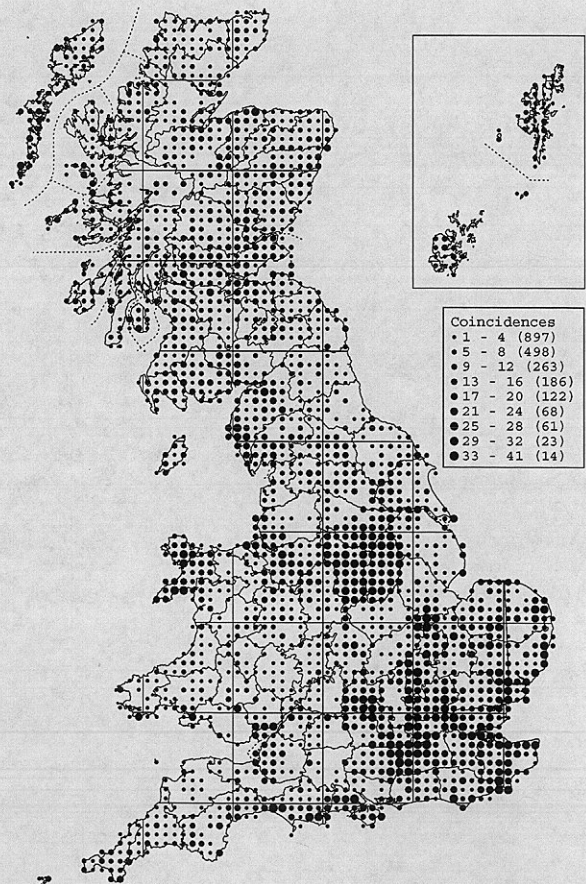 Coincidences
1 - 4 (897)
5 - 8 (498)
9 - 12 (263)
13 - 16 (186)
17 - 20 (122)
21 - 24 (68)
25 - 28 (61)
29 - 32 (23)
33 - 41 (14)